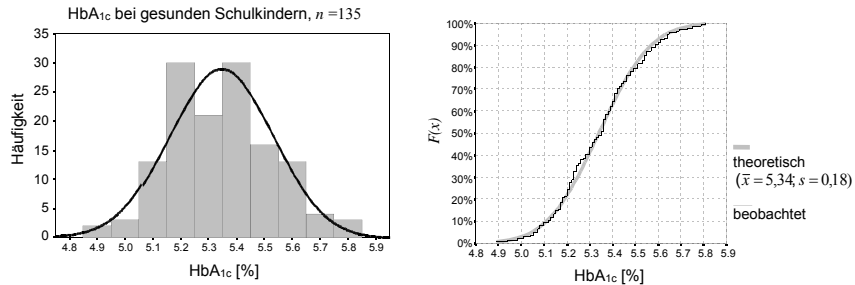 HbA1c bei gesunden Schulkindern, n =135
Häufigkeit
35
30
25
20
15
10
5
0
4.8 4.9 5.0 5.1 5.2 5.3 5.4 5.5 5.6 5.7 5.8 5.9
HbA1c [%]
F(x)
100%
90%
80%
70%
60%
50%
40%
30%
20%
10%
0%
4.8 4.9 5.0 5.1 5.2 5.3 5.4 5.5 5.6 5.7 5.8 5.9
HbA1c [%]
theoretisch
(x̅ = 5,34; s = 0,18)
beobachtet